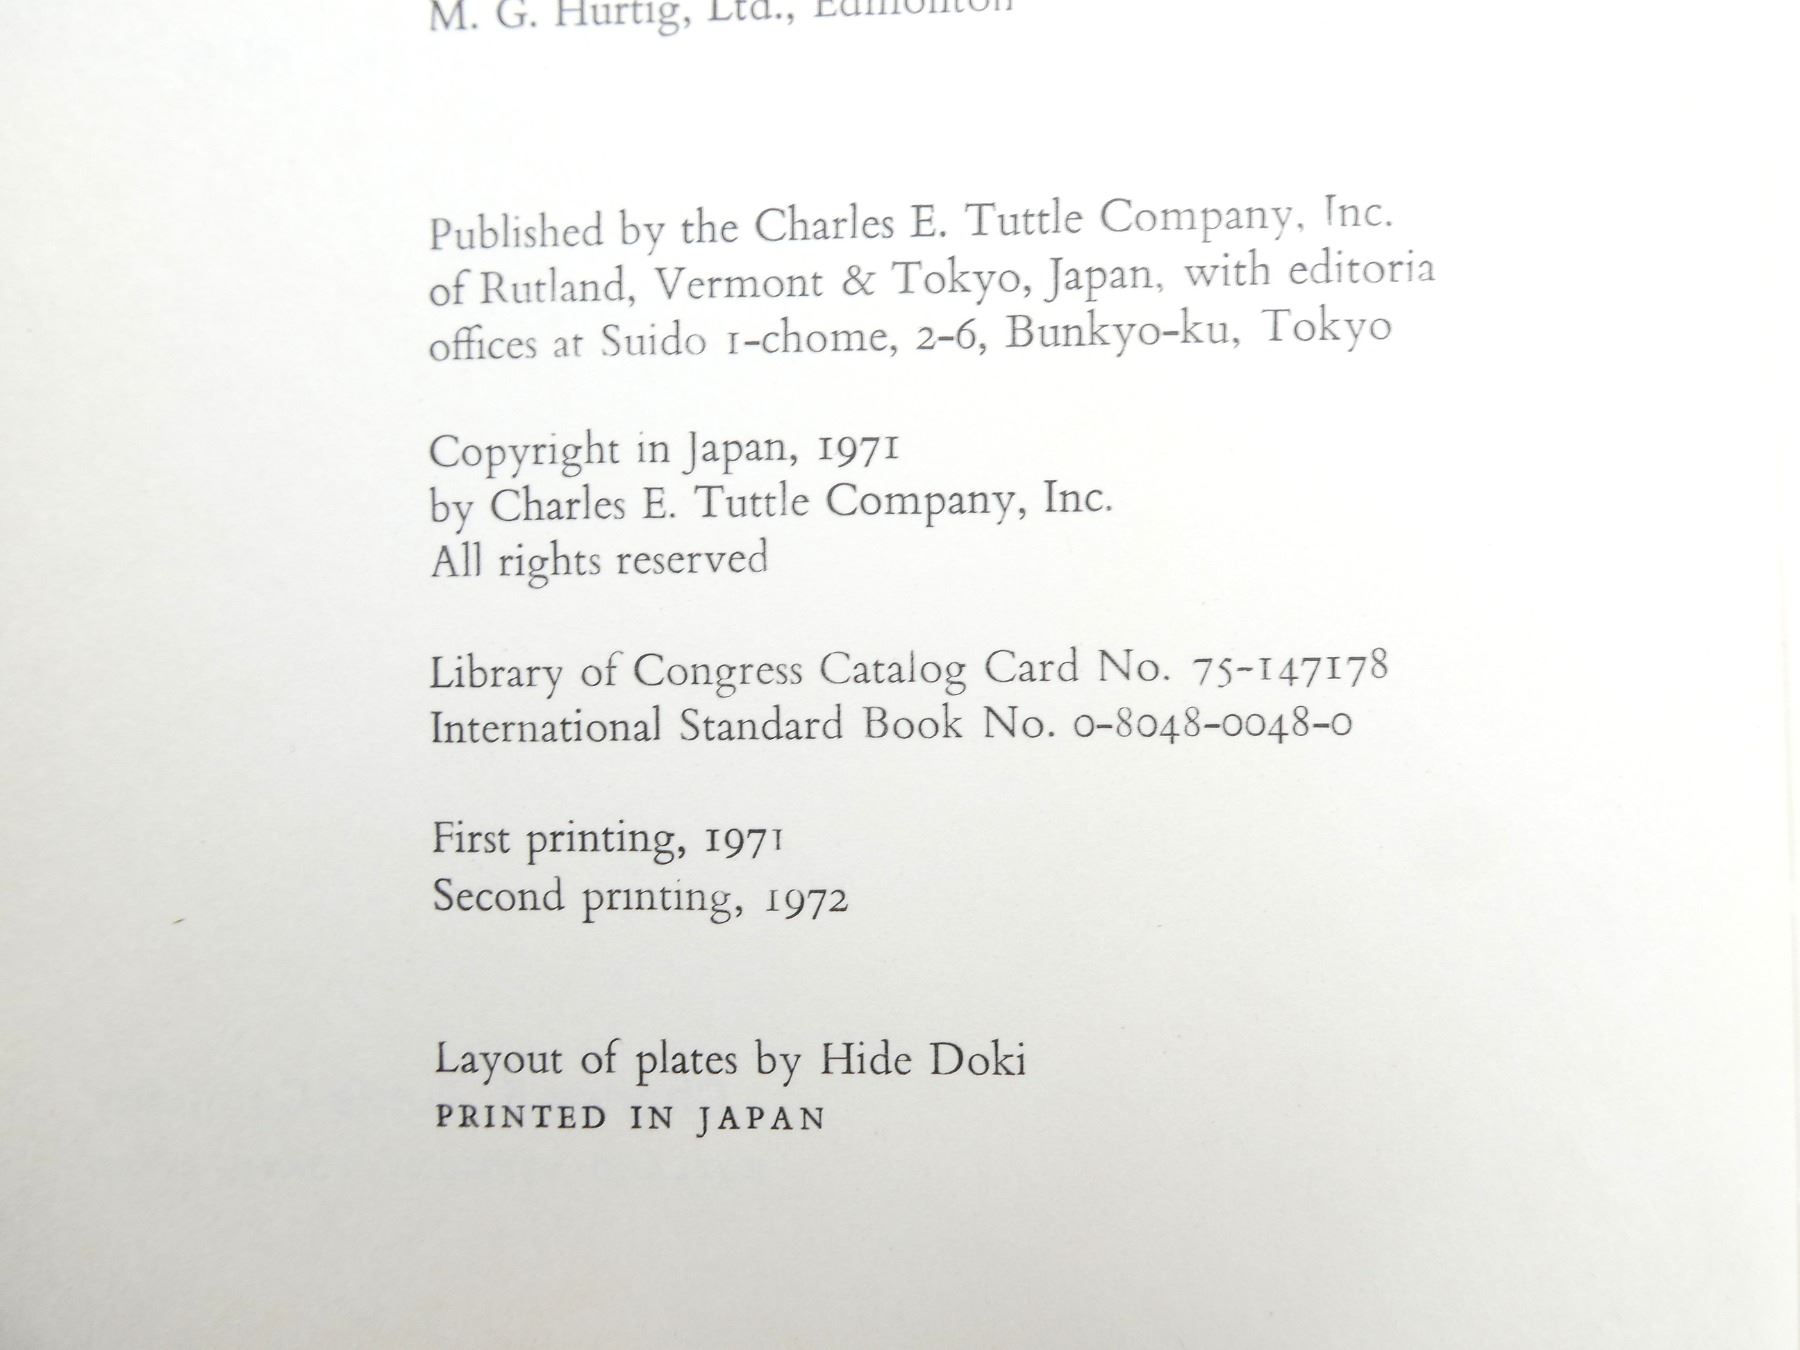 M. G. Hurtig, Ltd., Edmonton
Published by the Charles E. Tuttle Company, Inc.
of Rutland, Vermont & Tokyo, Japan, with editoria
offices at Suido 1-chome, 2-6, Bunkyo-ku, Tokyo
Copyright in Japan, 1971
by Charles E. Tuttle Company, Inc.
All rights reserved
Library of Congress Catalog Card No. 75-147178
International Standard Book No. 0-8048-0048-0
First printing, 1971
Second printing, 1972
Layout of plates by Hide Doki
PRINTED IN JAPAN